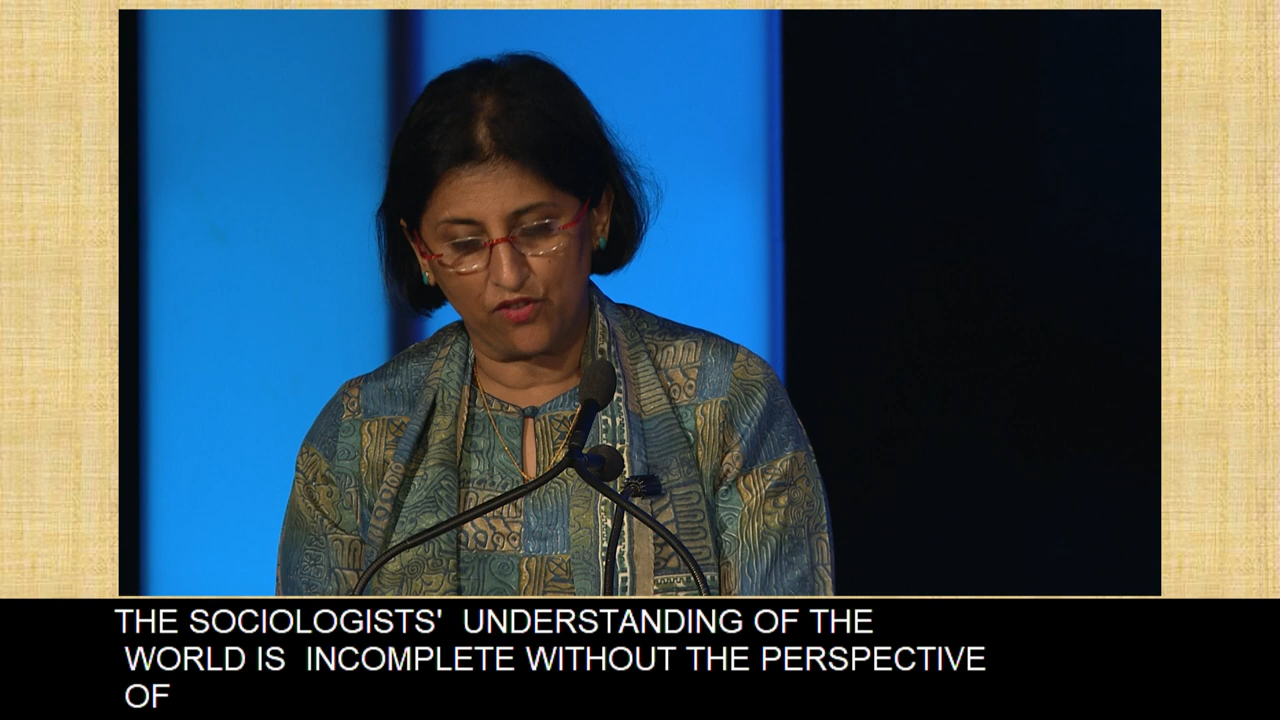 THE SOCIOLOGISTS' UNDERSTANDING OF THE
WORLD IS INCOMPLETE WITHOUT THE PERSPECTIVE
OF